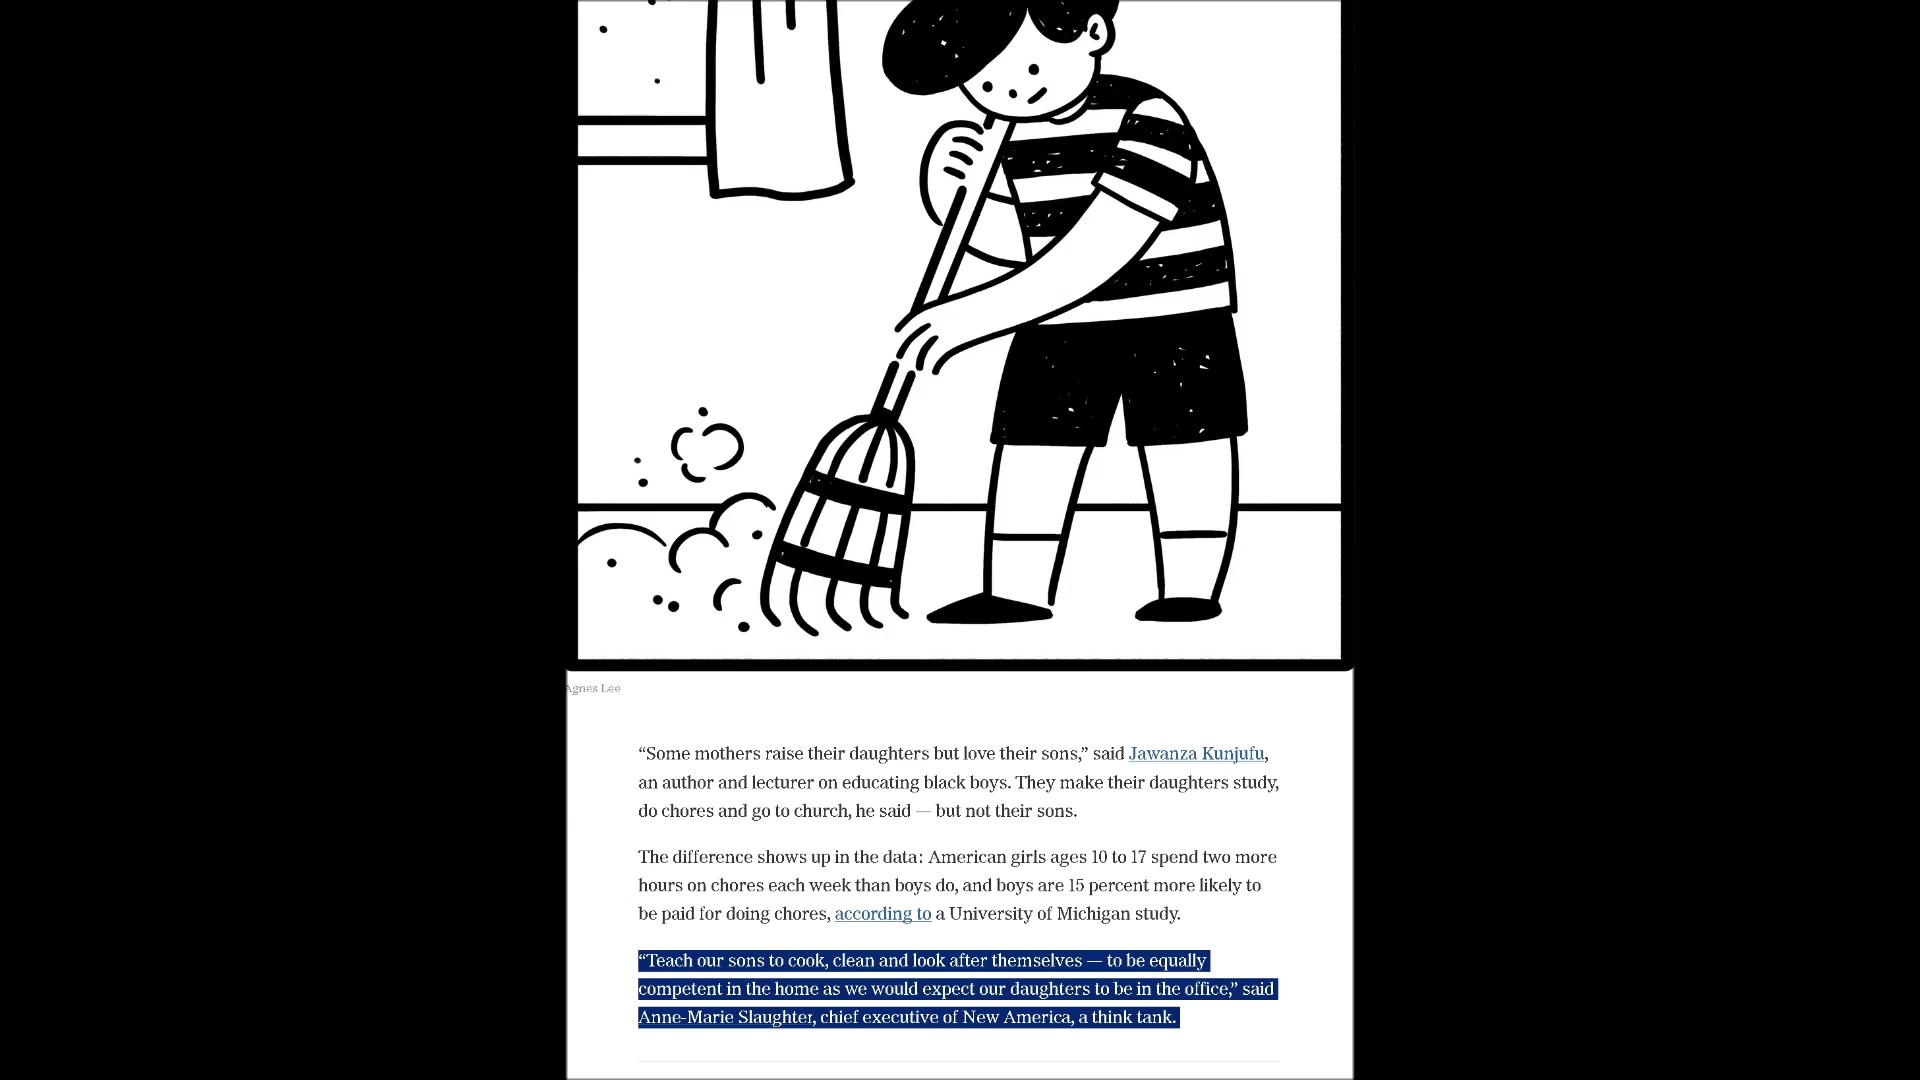 Agnes Lee
“Some mothers raise their daughters but love their sons,” said Jawanza Kunjufu,
an author and lecturer on educating black boys. They make their daughters study,
do chores and go to church, he said — but not their sons.
The difference shows up in the data: American girls ages 10 to 17 spend two more
hours on chores each week than boys do, and boys are 15 percent more likely to
be paid for doing chores, according to a University of Michigan study.
“Teach our sons to cook, clean and look after themselves — to be equally
competent in the home as we would expect our daughters to be in the office,” said
Anne-Marie Slaughter, chief executive of New America, a think tank.